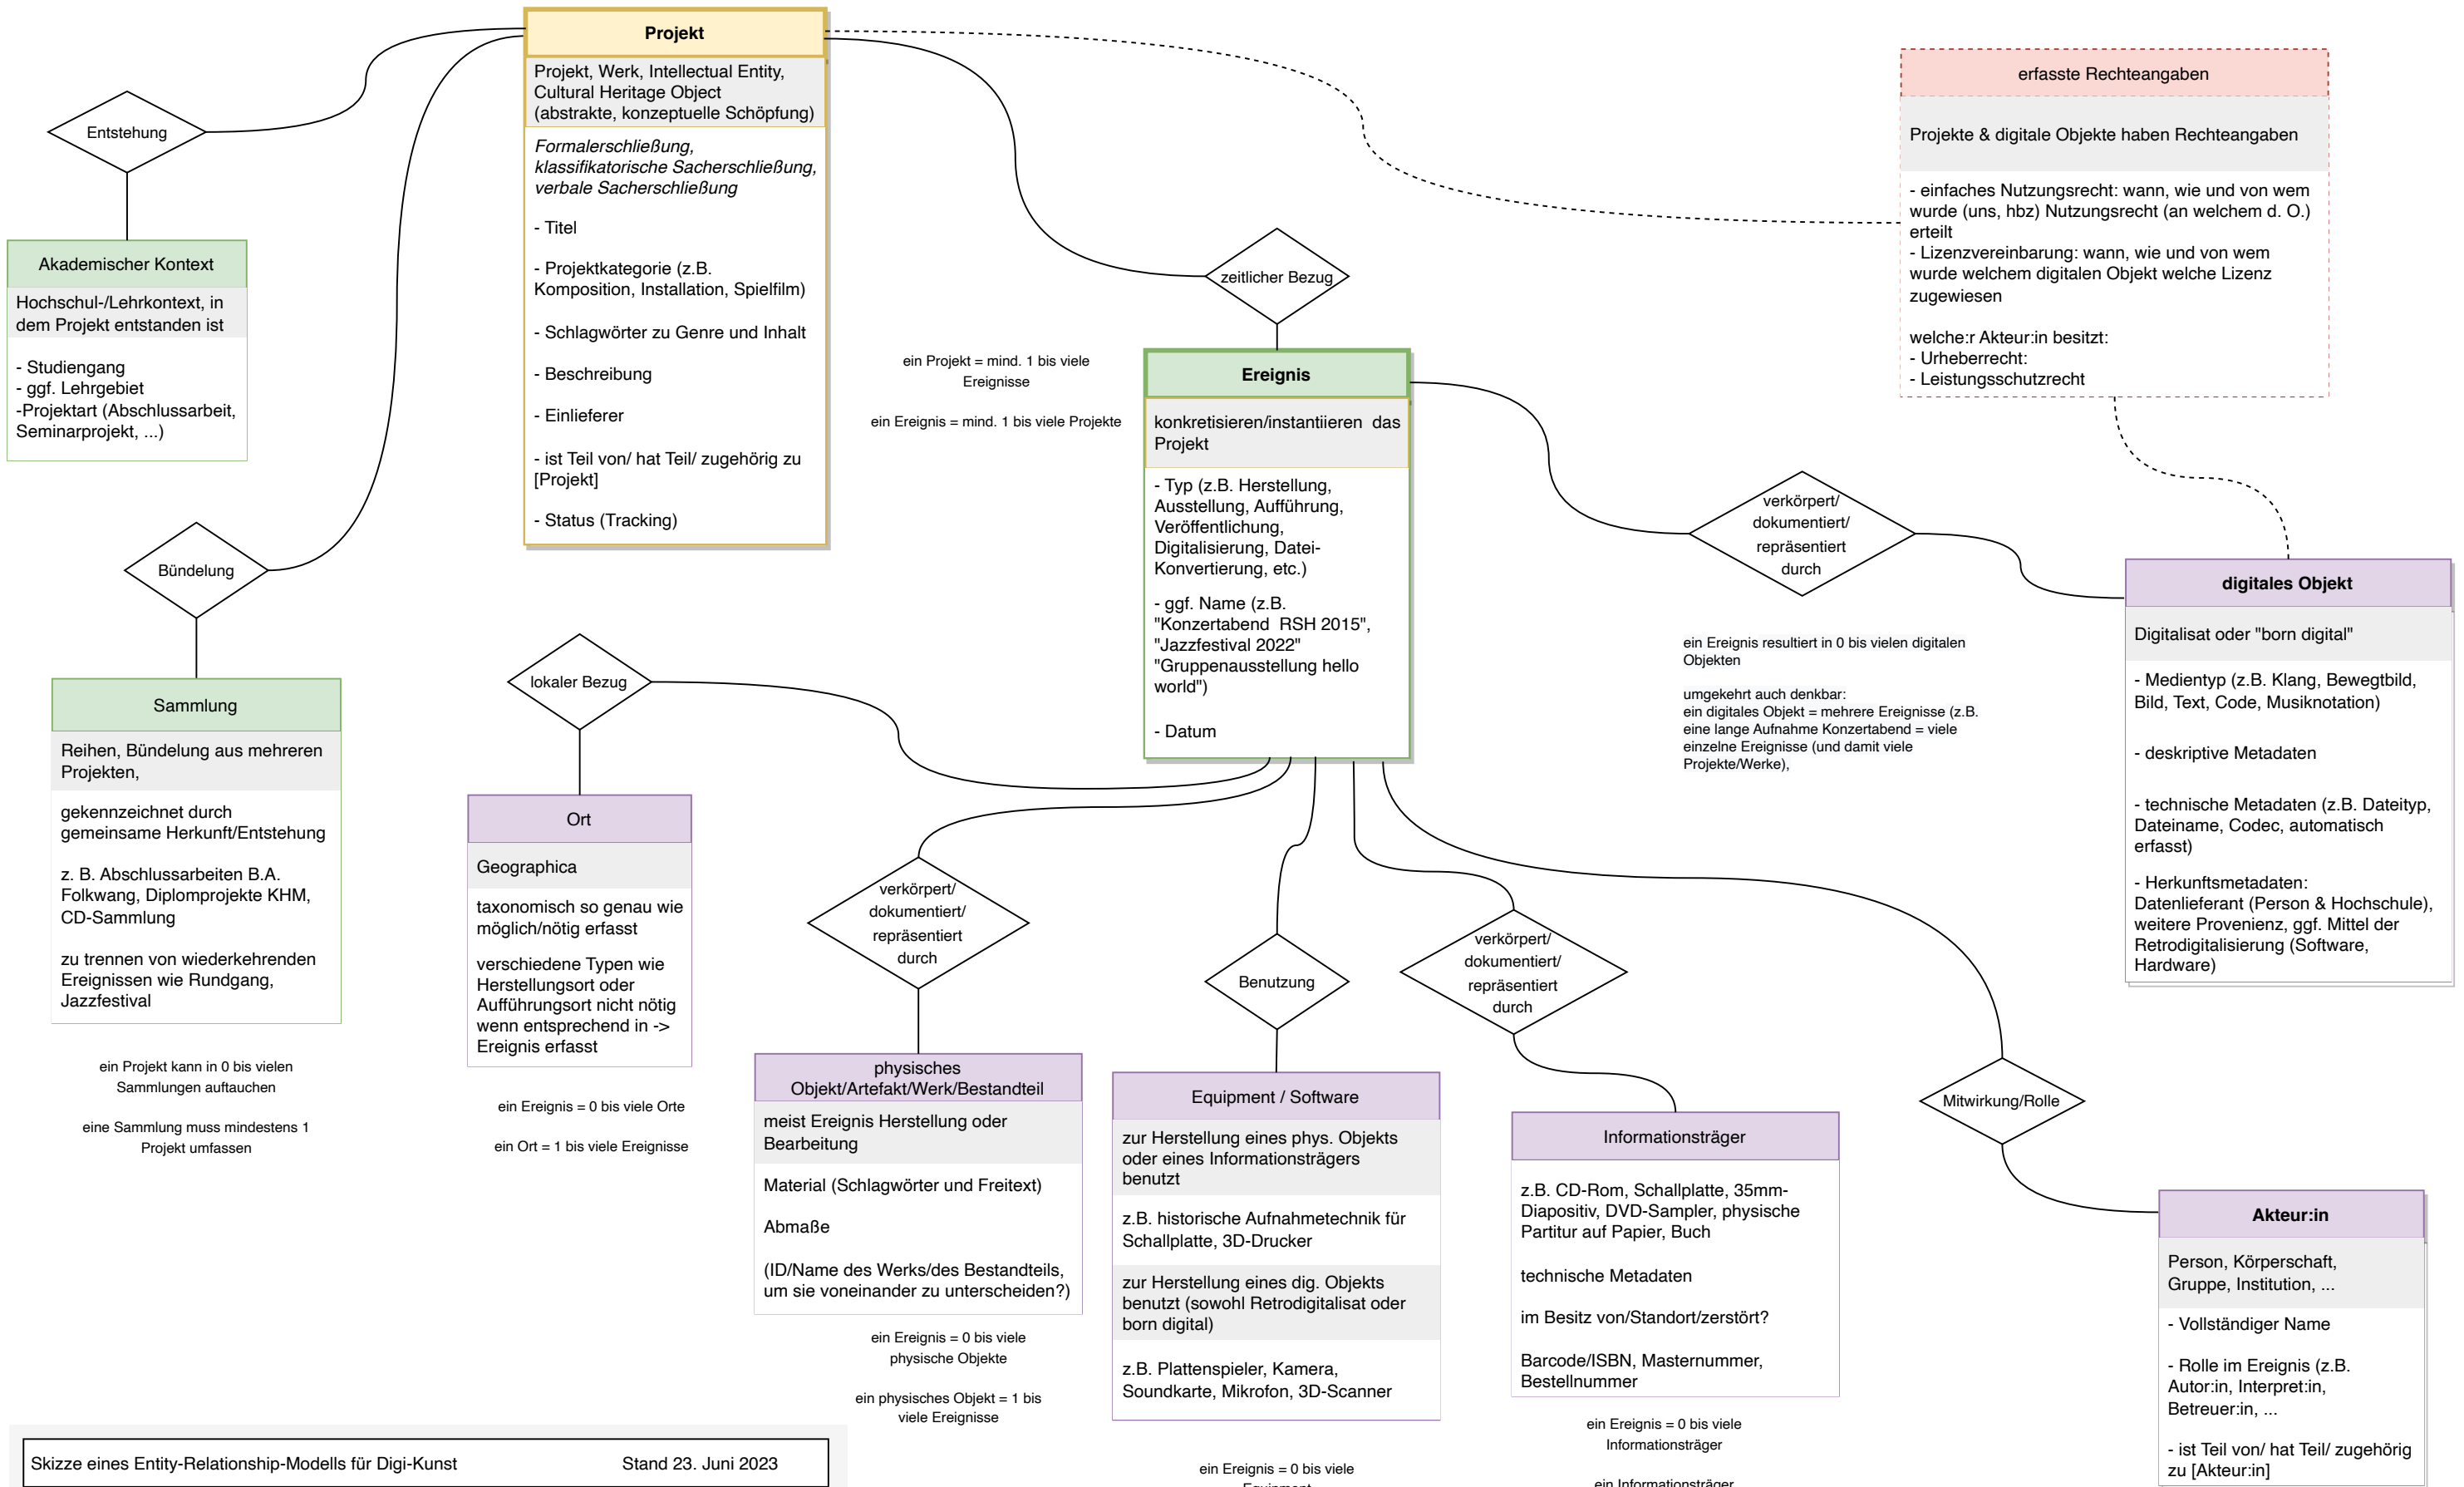 Projekt
Projekt, Werk, Intellectual Entity,
Cultural Heritage Object
(abstrakte, konzeptuelle Schöpfung)
Formalerschließung,
klassifikatorische Sacherschließung,
verbale Sacherschließung
- Titel
- Projektkategorie (z.B.
Komposition, Installation, Spielfilm)
- Schlagwörter zu Genre und Inhalt
- Beschreibung
- Einlieferer
- ist Teil von/ hat Teil/ zugehörig zu
[Projekt]
- Status (Tracking)
erfasste Rechteangaben
Projekte & digitale Objekte haben Rechteangaben
- einfaches Nutzungsrecht: wann, wie und von wem
wurde (uns, hbz) Nutzungsrecht (an welchem d. O.)
erteilt
- Lizenzvereinbarung: wann, wie und von wem
wurde welchem digitalen Objekt welche Lizenz
zugewiesen
welche:r Akteur:in besitzt:
- Urheberrecht:
- Leistungsschutzrecht
Entstehung
Akademischer Kontext
Hochschul-/Lehrkontext, in
dem Projekt entstanden ist
- Studiengang
- ggf. Lehrgebiet
-Projektart (Abschlussarbeit,
Seminarprojekt, ...)
zeitlicher Bezug
ein Projekt = mind. 1 bis viele
Ereignisse
ein Ereignis = mind. 1 bis viele Projekte
Ereignis
konkretisieren/instantiieren das
Projekt
- Typ (z.B. Herstellung,
Ausstellung, Aufführung,
Veröffentlichung,
Digitalisierung, Datei-
Konvertierung, etc.)
- ggf. Name (z.B.
"Konzertabend RSH 2015",
"Jazzfestival 2022"
"Gruppenausstellung hello
world")
- Datum
verkörpert/
dokumentiert/
repräsentiert
durch
ein Ereignis resultiert in 0 bis vielen digitalen
Objekten
umgekehrt auch denkbar:
ein digitales Objekt = mehrere Ereignisse (z.B.
eine lange Aufnahme Konzertabend = viele
einzelne Ereignisse (und damit viele
Projekte/Werke),
digitales Objekt
Digitalisat oder "born digital"
- Medientyp (z.B. Klang, Bewegtbild,
Bild, Text, Code, Musiknotation)
- deskriptive Metadaten
- technische Metadaten (z.B. Dateityp,
Dateiname, Codec, automatisch
erfasst)
- Herkunftsmetadaten:
Datenlieferant (Person & Hochschule),
weitere Provenienz, ggf. Mittel der
Retrodigitalisierung (Software,
Hardware)
Bündelung
Sammlung
Reihen, Bündelung aus mehreren
Projekten,
gekennzeichnet durch
gemeinsame Herkunft/Entstehung
z. B. Abschlussarbeiten B.A.
Folkwang, Diplomprojekte KHM,
CD-Sammlung
zu trennen von wiederkehrenden
Ereignissen wie Rundgang,
Jazzfestival
ein Projekt kann in 0 bis vielen
Sammlungen auftauchen
eine Sammlung muss mindestens 1
Projekt umfassen
lokaler Bezug
Ort
Geographica
taxonomisch so genau wie
möglich/nötig erfasst
verschiedene Typen wie
Herstellungsort oder
Aufführungsort nicht nötig
wenn entsprechend in ->
Ereignis erfasst
ein Ereignis = 0 bis viele Orte
ein Ort = 1 bis viele Ereignisse
verkörpert/
dokumentiert/
repräsentiert
durch
physisches
Objekt/Artefakt/Werk/Bestandteil
meist Ereignis Herstellung oder
Bearbeitung
Material (Schlagwörter und Freitext)
Abmaße
(ID/Name des Werks/des Bestandteils,
um sie voneinander zu unterscheiden?)
ein Ereignis = 0 bis viele
physische Objekte
ein physisches Objekt = 1 bis
viele Ereignisse
Benutzung
Equipment / Software
zur Herstellung eines phys. Objekts
oder eines Informationsträgers
benutzt
z.B. historische Aufnahmetechnik für
Schallplatte, 3D-Drucker
zur Herstellung eines dig. Objekts
benutzt (sowohl Retrodigitalisat oder
born digital)
z.B. Plattenspieler, Kamera,
Soundkarte, Mikrofon, 3D-Scanner
ein Ereignis = 0 bis viele
Equipment
verkörpert/
dokumentiert/
repräsentiert
durch
Informationsträger
z.B. CD-Rom, Schallplatte, 35mm-
Diapositiv, DVD-Sampler, physische
Partitur auf Papier, Buch
technische Metadaten
im Besitz von/Standort/zerstört?
Barcode/ISBN, Masternummer,
Bestellnummer
ein Ereignis = 0 bis viele
Informationsträger
ein Informationsträger
Mitwirkung/Rolle
Akteur:in
Person, Körperschaft,
Gruppe, Institution, ...
- Vollständiger Name
- Rolle im Ereignis (z.B.
Autor:in, Interpret:in,
Betreuer:in, ...
- ist Teil von/ hat Teil/ zugehörig
zu [Akteur:in]
Skizze eines Entity-Relationship-Modells für Digi-Kunst Stand 23. Juni 2023